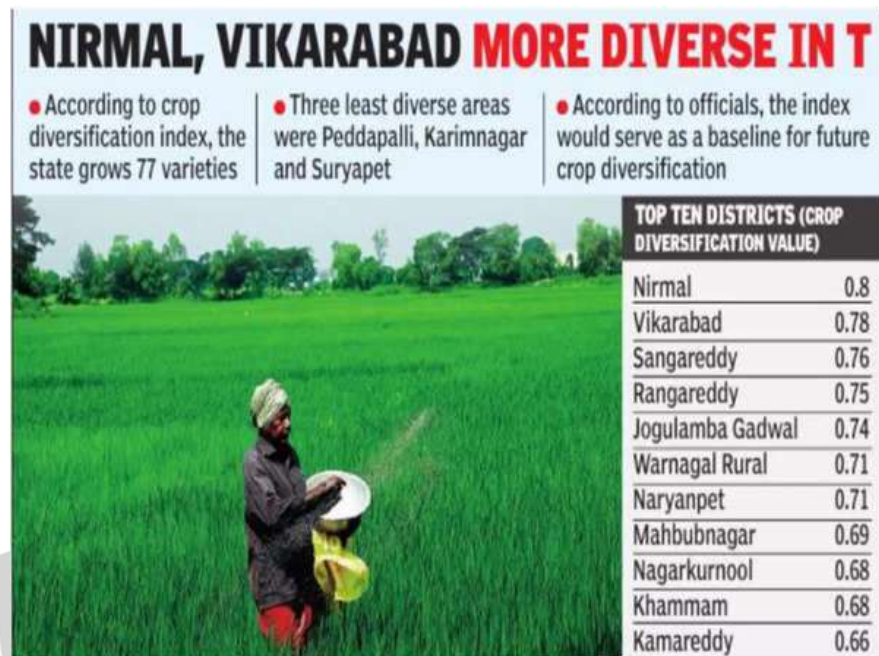 NIRMAL, VIKARABAD MORE DIVERSE IN T
● According to crop
diversification index, the
state grows 77 varieties
● Three least diverse areas
were Peddapalli, Karimnagar
and Suryapet
● According to officials, the index
would serve as a baseline for future
crop diversification
TOP TEN DISTRICTS (CROP
DIVERSIFICATION VALUE)
Nirmal 0.8
Vikarabad 0.78
Sangareddy 0.76
Rangareddy 0.75
Jogulamba Gadwal 0.74
Warnagal Rural 0.71
Naryanpet 0.71
Mahbubnagar 0.69
Nagarkurnool 0.68
Khammam 0.68
Kamareddy 0.66